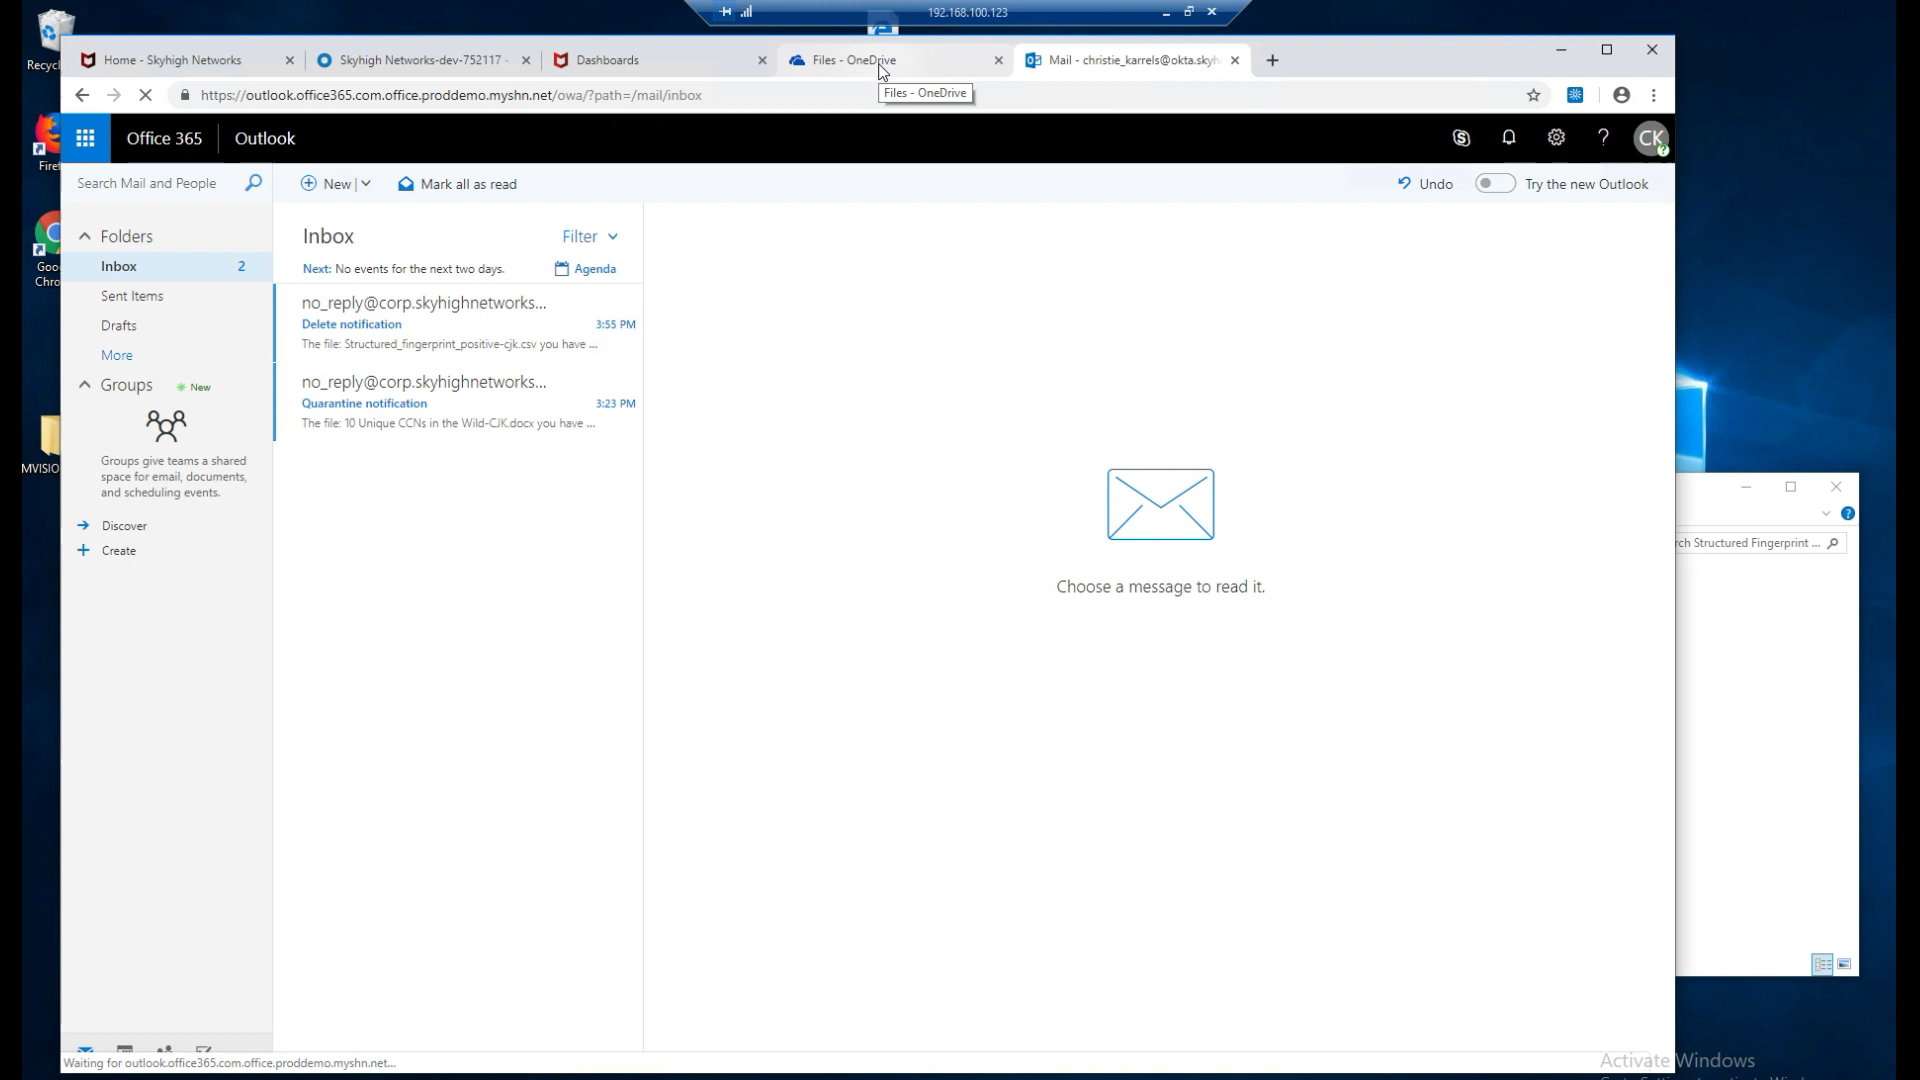 192.168.100.123
Home - Skyhigh Networks
Skyhigh Networks-dev-752117 -
Dashboards
Files - OneDrive
Mail - christie_karrels@okta.skyh
https://outlook.office365.com.office.proddemo.myshn.net/owa/?path=/mail/inbox
Files - OneDrive
Office 365
Outlook
?
CK
Search Mail and People
New
Mark all as read
Undo
Try the new Outlook
Folders
Inbox 2
Sent Items
Drafts
More
Groups
New
Groups give teams a shared
space for email, documents,
and scheduling events.
Discover
Create
Inbox
Filter
Next: No events for the next two days.
Agenda
no_reply@corp.skyhighnetworks...
Delete notification 3:55 PM
The file: Structured_fingerprint_positive-cjk.csv you have ...
no_reply@corp.skyhighnetworks...
Quarantine notification 3:23 PM
The file: 10 Unique CCNs in the Wild-CJK.docx you have ...
Choose a message to read it.
Recycl
Firef
Goo
Chro
MVISIO
rch Structured Fingerprint ...
Waiting for outlook.office365.com.office.proddemo.myshn.net...
Activate Windows